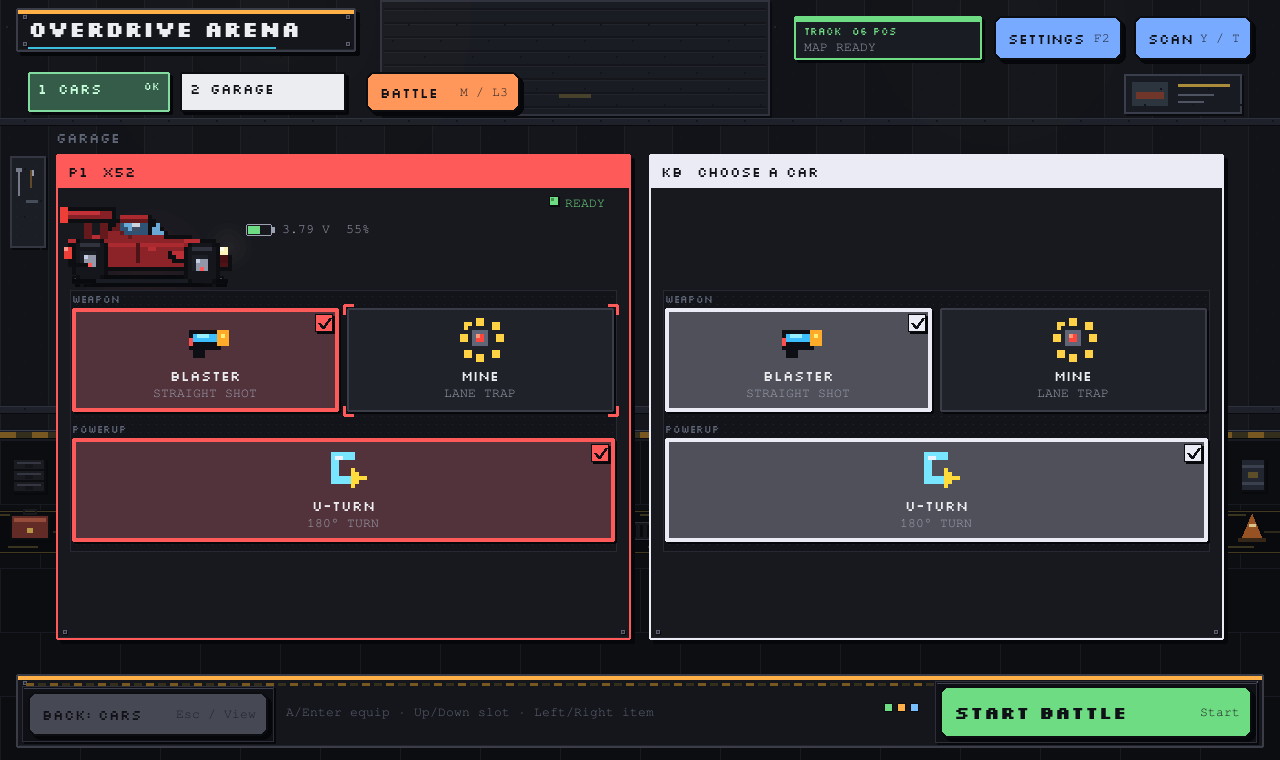 OVERDRIVE ARENA
TRACK 06 POS
MAP READY
SETTINGS F2
SCAN Y / T
1 CARS OK
2 GARAGE
BATTLE M / L3
GARAGE
P1 X52
READY
3.79 V 55%
WEAPON
BLASTER
STRAIGHT SHOT
MINE
LANE TRAP
POWERUP
U-TURN
180° TURN
KB CHOOSE A CAR
WEAPON
BLASTER
STRAIGHT SHOT
MINE
LANE TRAP
POWERUP
U-TURN
180° TURN
BACK: CARS Esc / View
A/Enter equip · Up/Down slot · Left/Right item
START BATTLE Start